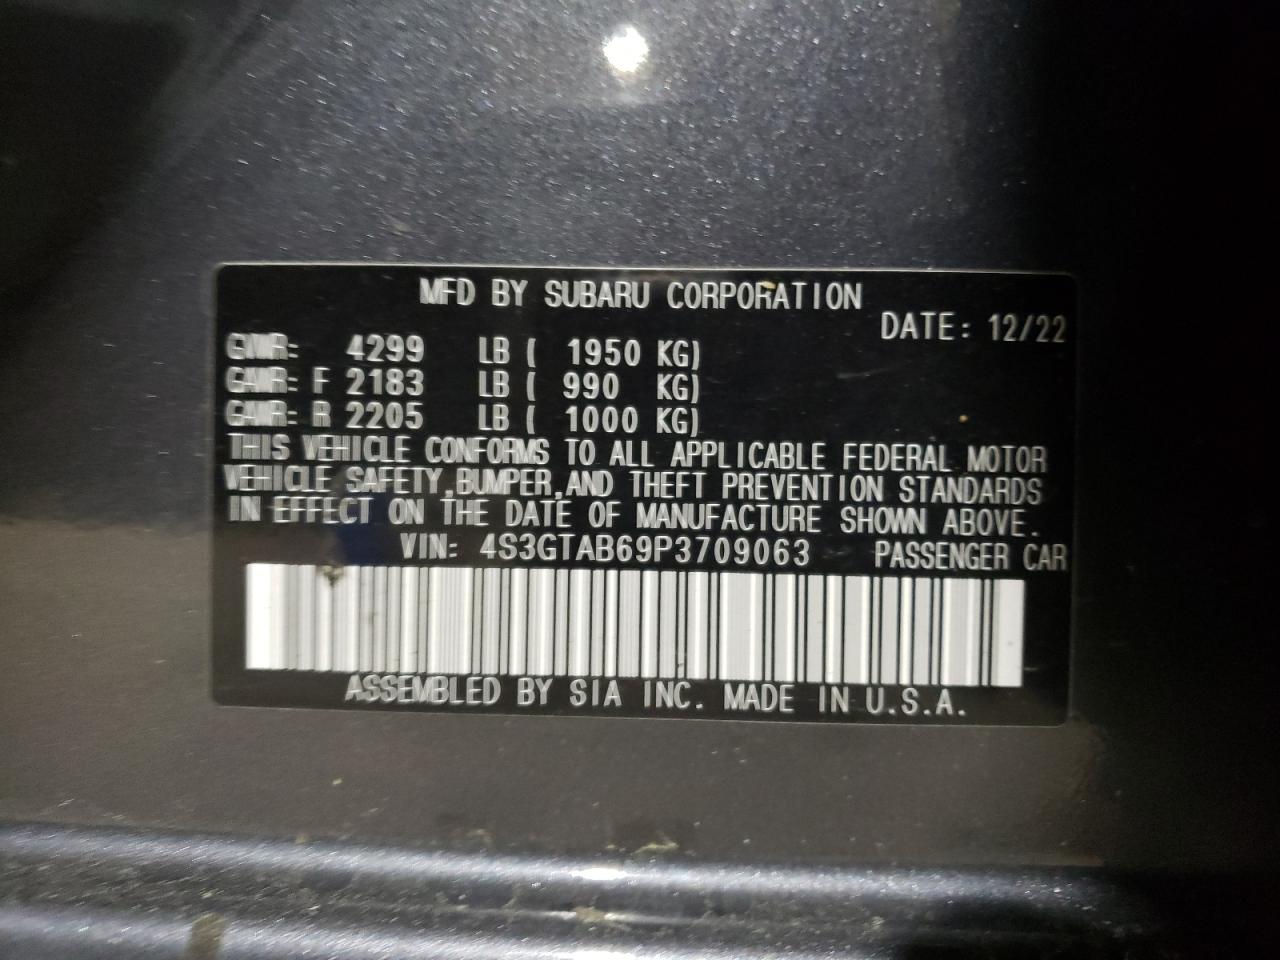 MFD BY SUBARU CORPORATION
DATE: 12/22
GVWR: 4299 LB ( 1950 KG)
GAWR: F 2183 LB ( 990 KG)
GAWR: R 2205 LB ( 1000 KG)
THIS VEHICLE CONFORMS TO ALL APPLICABLE FEDERAL MOTOR
VEHICLE SAFETY,BUMPER,AND THEFT PREVENTION STANDARDS
IN EFFECT ON THE DATE OF MANUFACTURE SHOWN ABOVE.
VIN: 4S3GTAB69P3709063 PASSENGER CAR
ASSEMBLED BY SIA INC. MADE IN U.S.A.